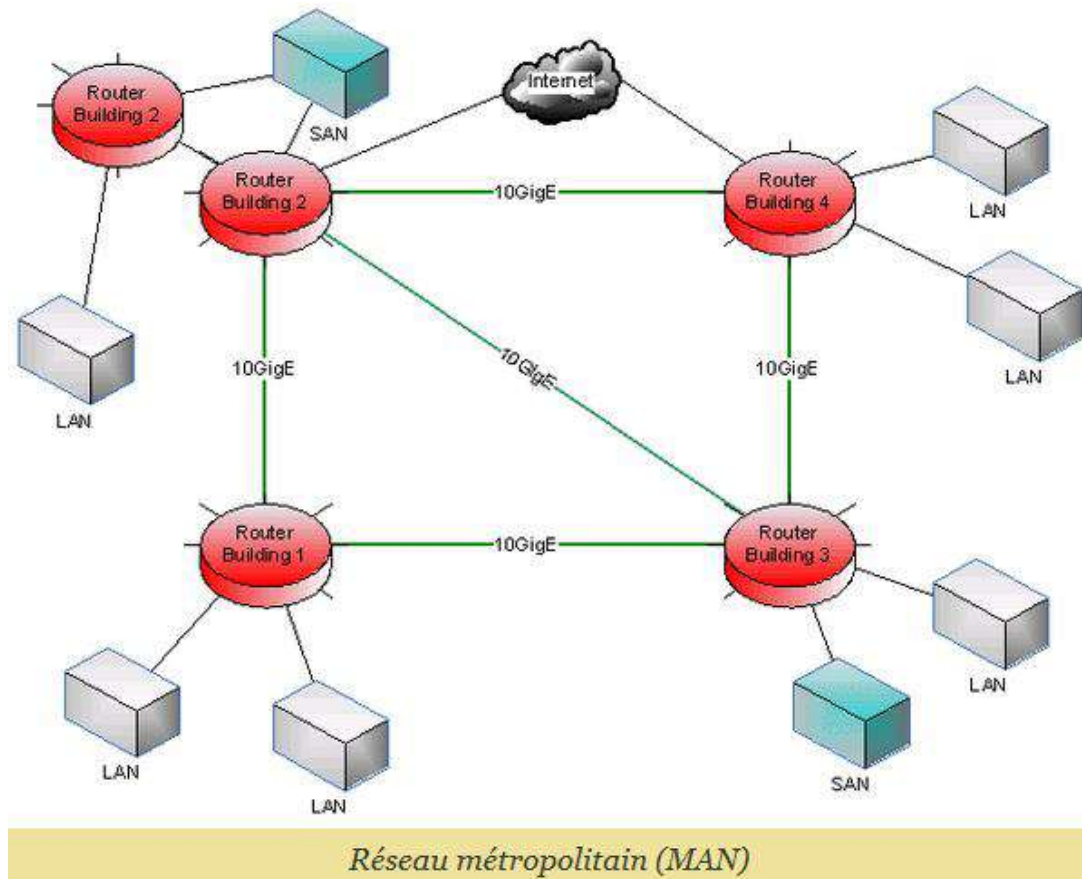 Router
Building 2
SAN
Internet
Router
Building 2
10GigE
Router
Building 4
LAN
LAN
LAN
10GigE
10GigE
10GigE
Router
Building 1
10GigE
Router
Building 3
LAN
LAN
LAN
SAN
Réseau métropolitain (MAN)